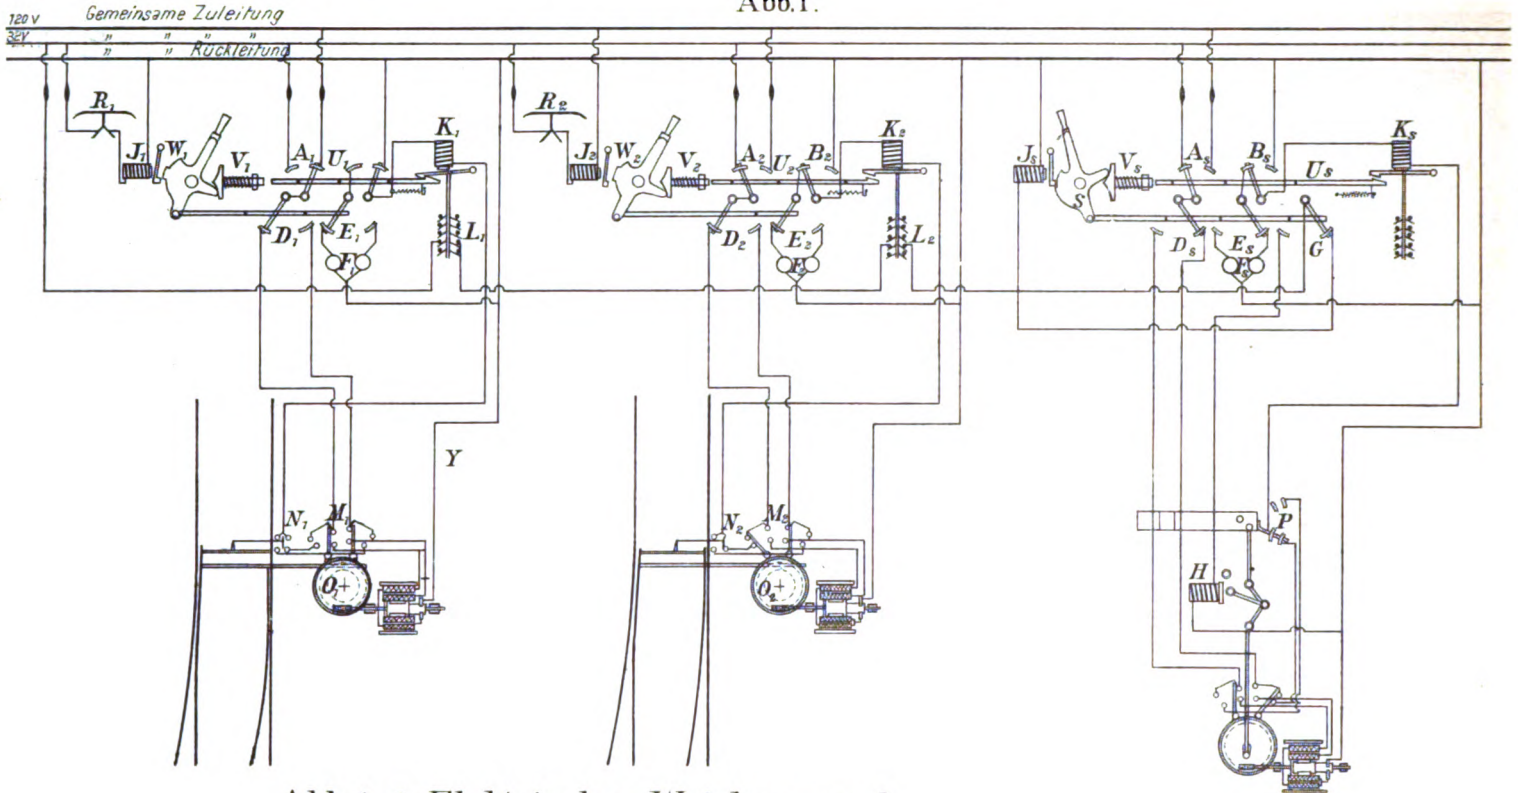 Abb.1.
120 V Gemeinsame Zuleitung
32V " " " "
" " Rückleitung
R₁ K₁ R₂ K₂ Kₛ
J₁ W₁ V₁ A₁ U₁ J₂ W₂ V₂ A₂ U₂ B₂ Jₛ Vₛ Aₛ Bₛ Uₛ
S
D₁ E₁ L₁ D₂ E₂ L₂ Dₛ Eₛ G
F₁ F₂ Fₛ
Y
N₁ M₁ N₂ M₂ P
O₁ O₂ H